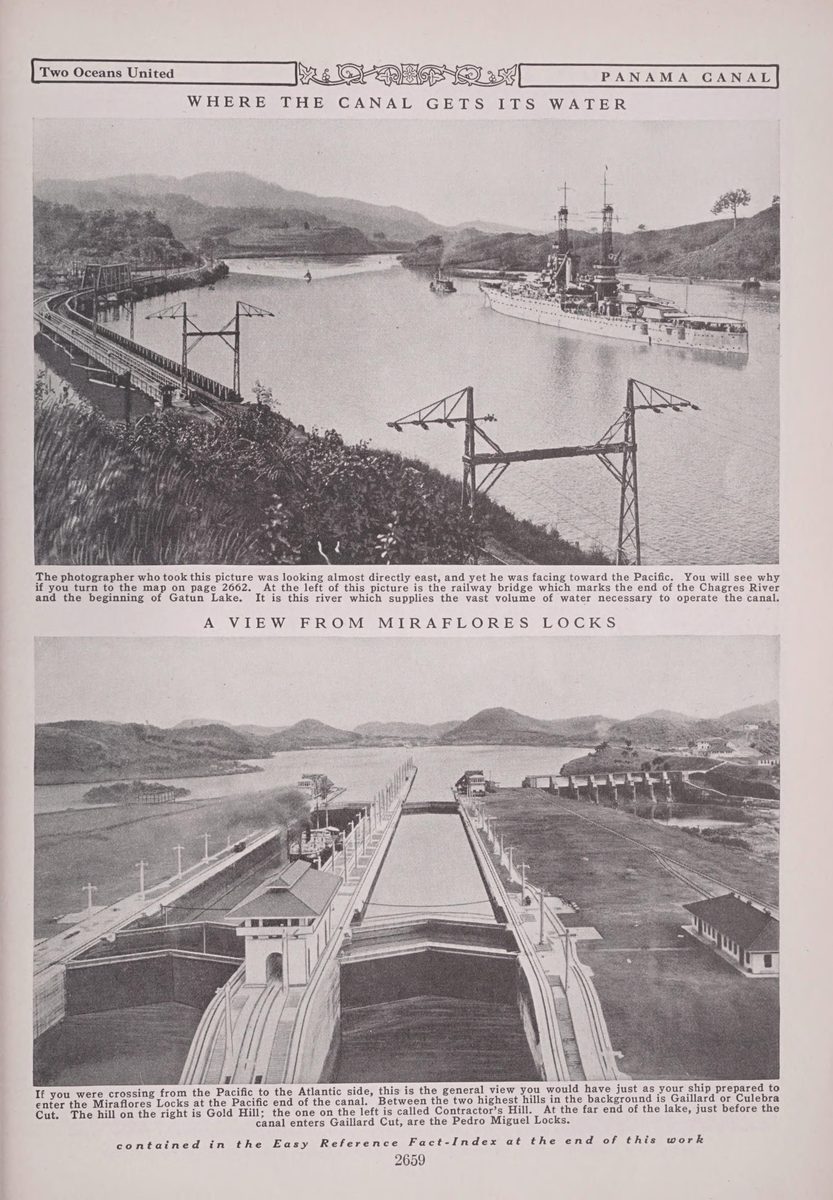 Two Oceans United
PANAMA CANAL
WHERE THE CANAL GETS ITS WATER
The photographer who took this picture was looking almost directly east, and yet he was facing toward the Pacific. You will see why
if you turn to the map on page 2662. At the left of this picture is the railway bridge which marks the end of the Chagres River
and the beginning of Gatun Lake. It is this river which supplies the vast volume of water necessary to operate the canal.
A VIEW FROM MIRAFLORES LOCKS
If you were crossing from the Pacific to the Atlantic side, this is the general view you would have just as your ship prepared to
enter the Miraflores Locks at the Pacific end of the canal. Between the two highest hills in the background is Gaillard or Culebra
Cut. The hill on the right is Gold Hill; the one on the left is called Contractor's Hill. At the far end of the lake, just before the
canal enters Gaillard Cut, are the Pedro Miguel Locks.
contained in the Easy Reference Fact-Index at the end of this work
2659